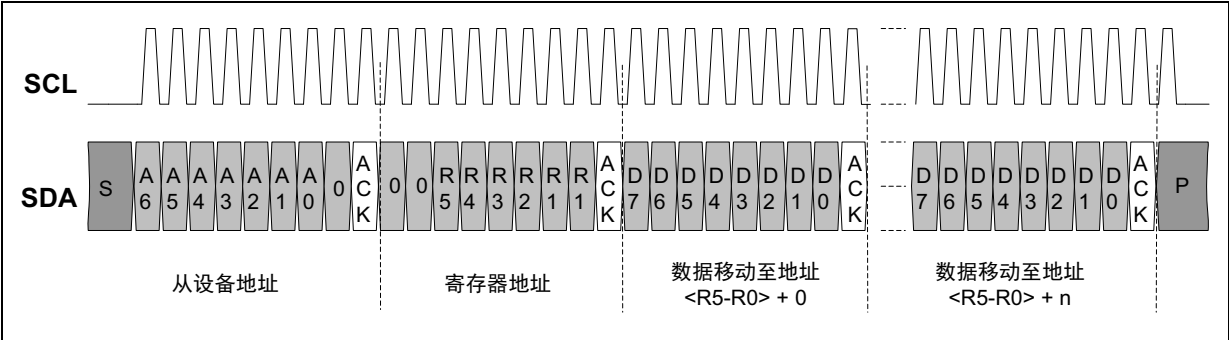 SCL
SDA
S A6 A5 A4 A3 A2 A1 A0 0 ACK 0 0 R5 R4 R3 R2 R1 R1 ACK D7 D6 D5 D4 D3 D2 D1 D0 ACK D7 D6 D5 D4 D3 D2 D1 D0 ACK P
从设备地址
寄存器地址
数据移动至地址
<R5-R0> + 0
数据移动至地址
<R5-R0> + n